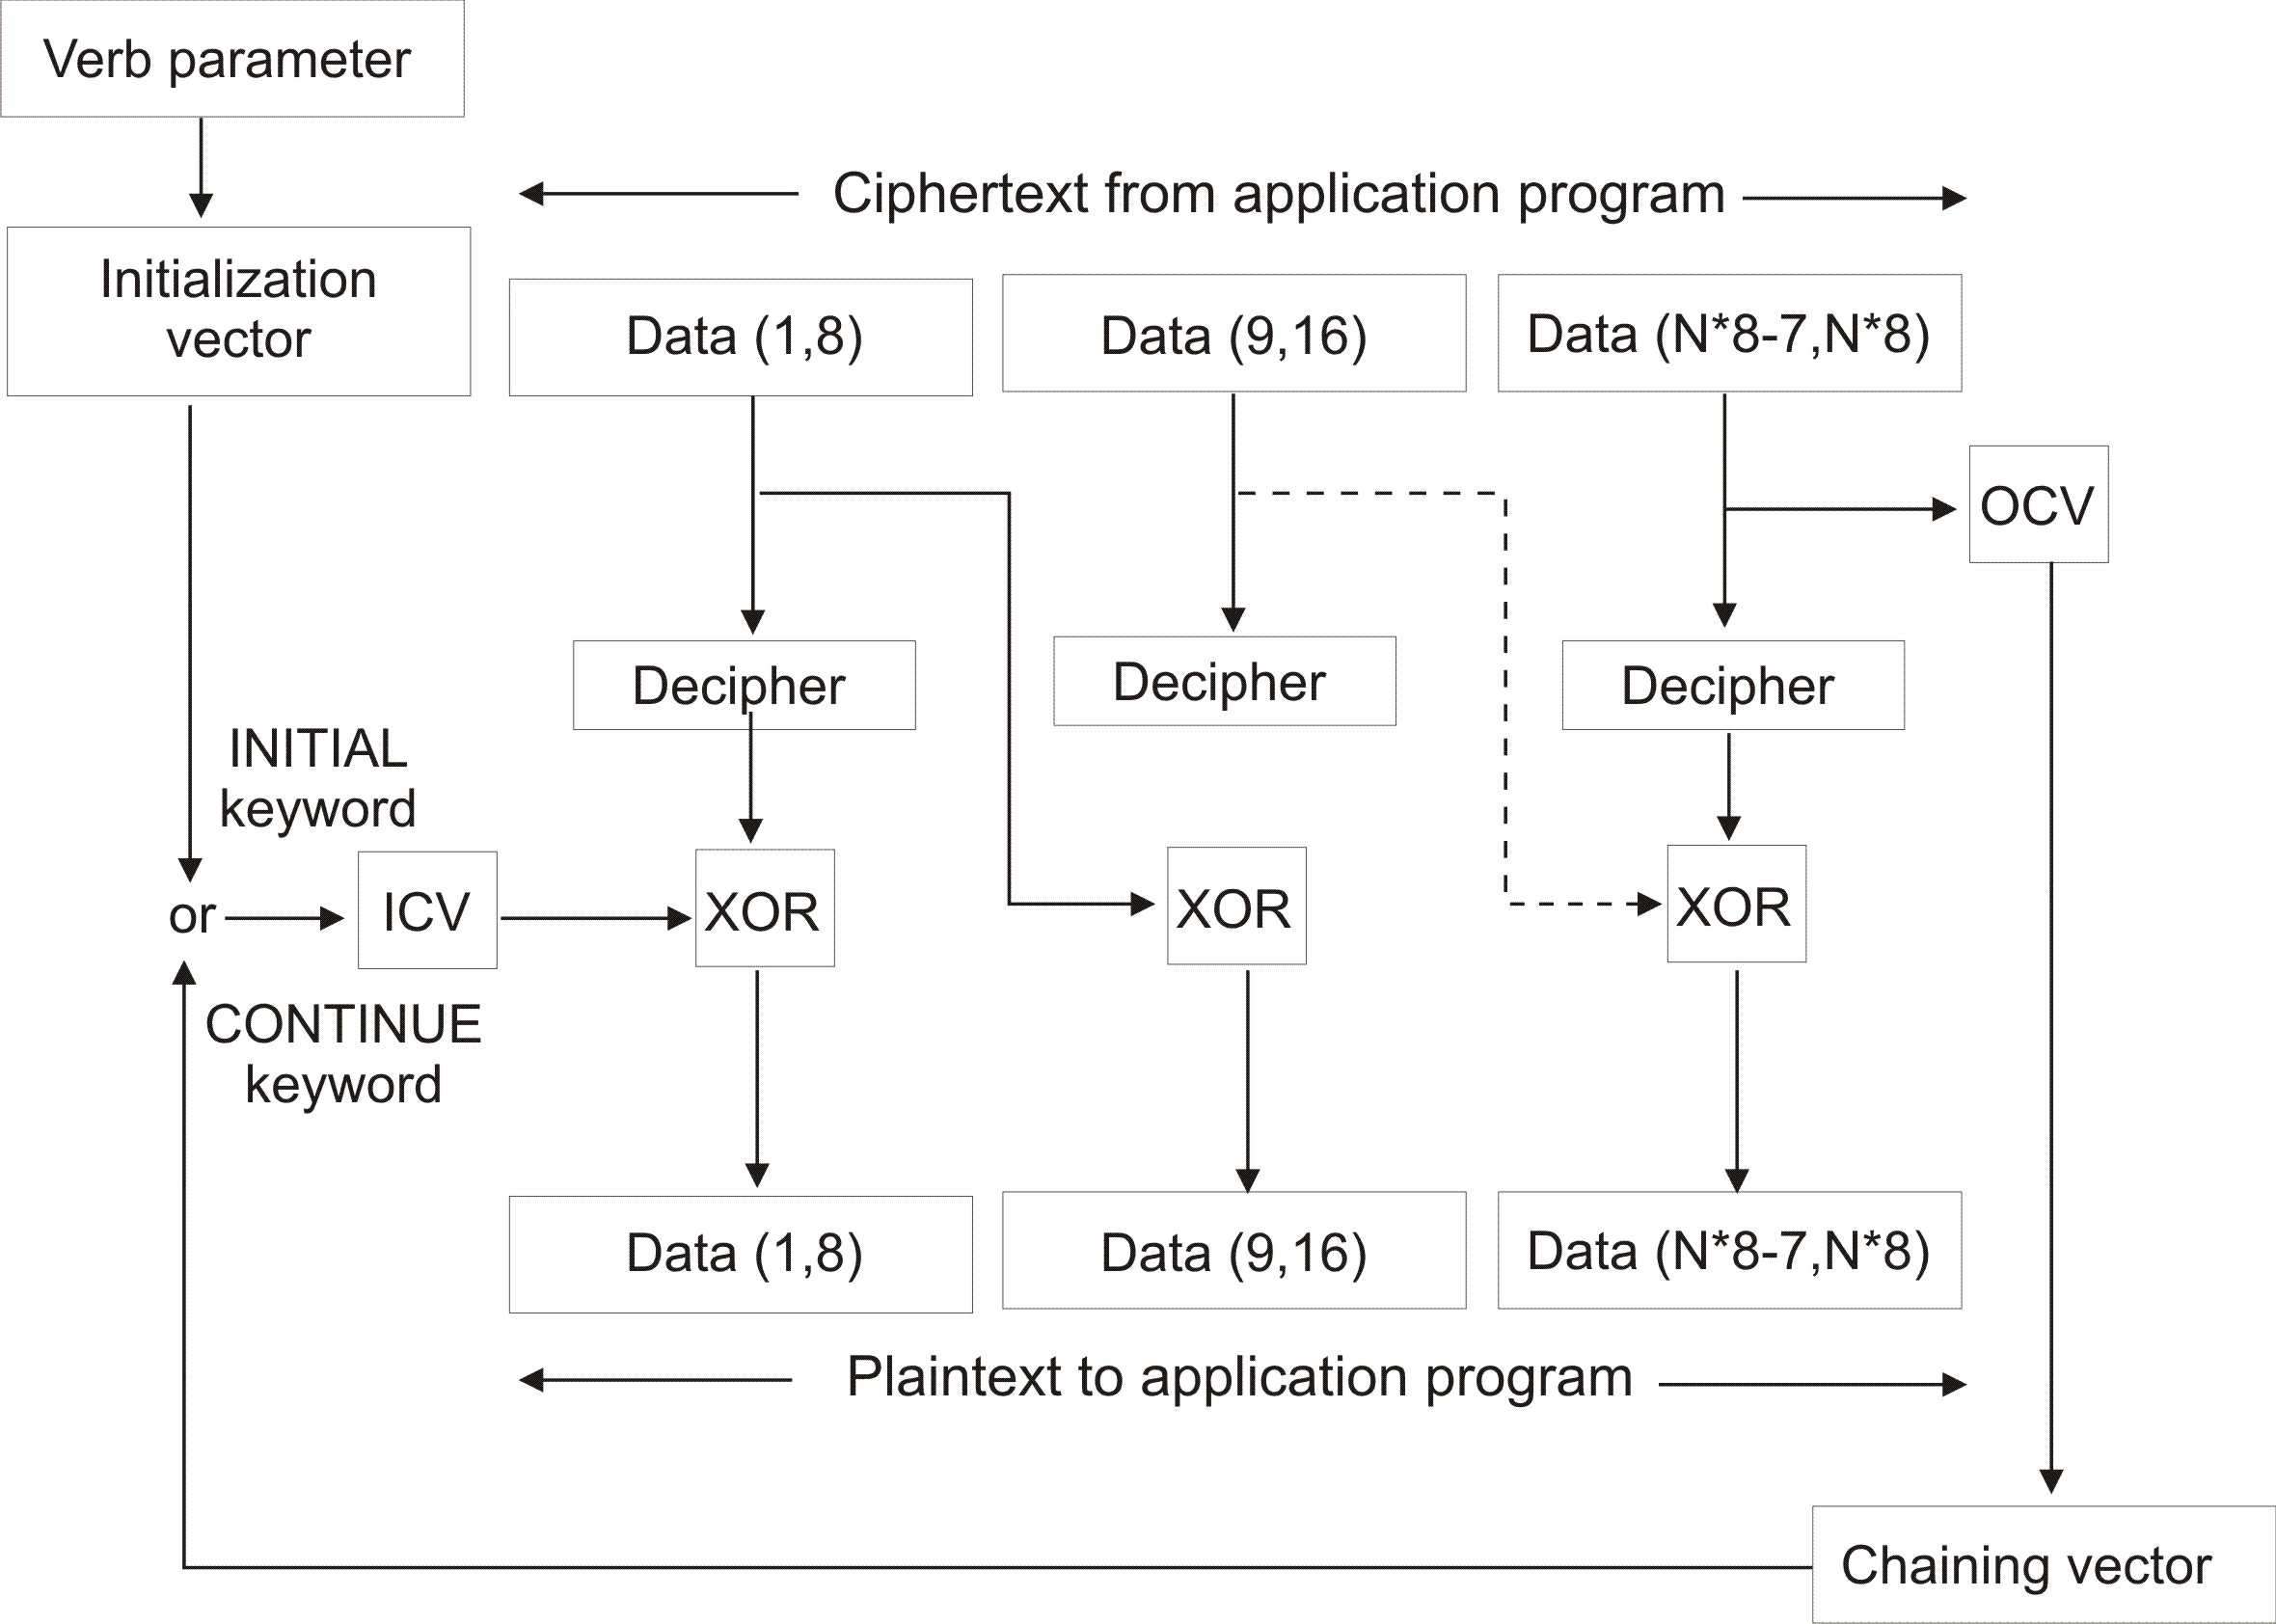 Verb parameter
Ciphertext from application program
Initialization
vector
Data (1,8)
Data (9,16)
Data (N*8-7,N*8)
OCV
Decipher
Decipher
Decipher
INITIAL
keyword
or
ICV
XOR
XOR
XOR
CONTINUE
keyword
Data (1,8)
Data (9,16)
Data (N*8-7,N*8)
Plaintext to application program
Chaining vector